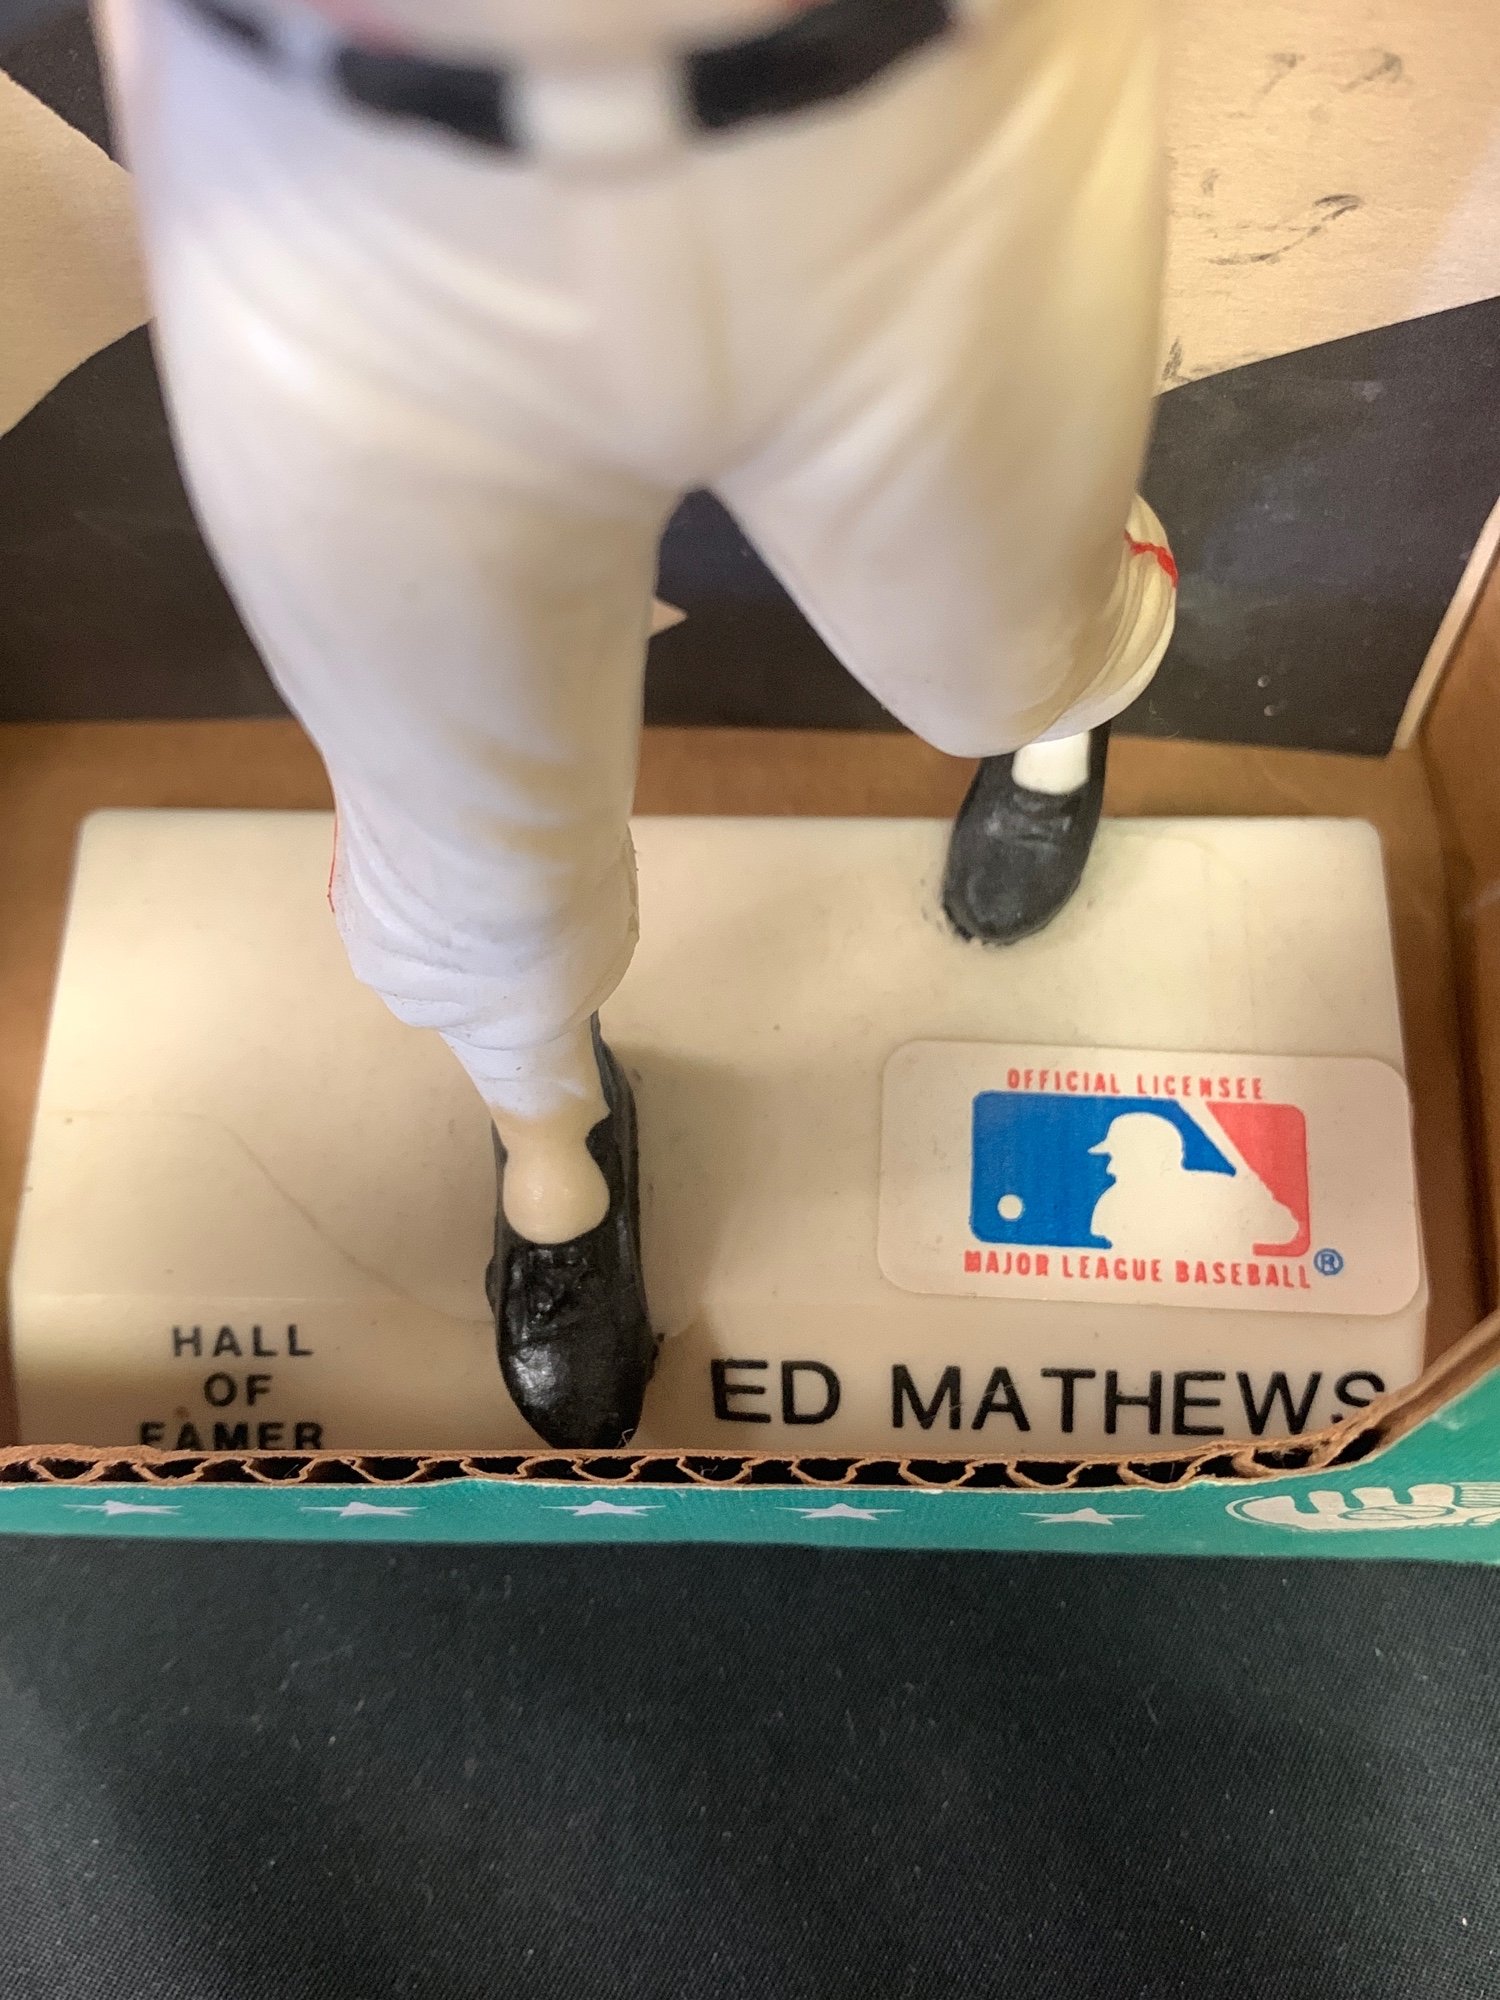 OFFICIAL LICENSEE
MAJOR LEAGUE BASEBALL®
HALL
OF
FAMER
ED MATHEWS